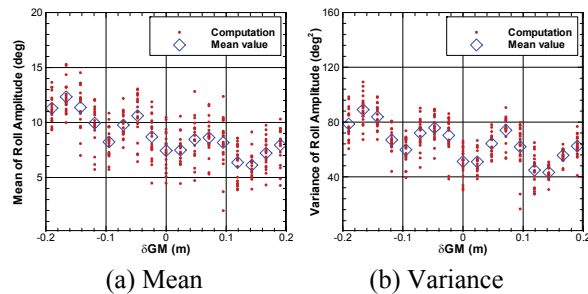 20
15
10
5
Mean of Roll Amplitude (deg)
Computation
Mean value
-0.2
-0.1
0
0.1
0.2
δGM (m)
(a) Mean
160
120
80
40
Variance of Roll Amplitude (deg²)
Computation
Mean value
-0.2
-0.1
0
0.1
0.2
δGM (m)
(b) Variance